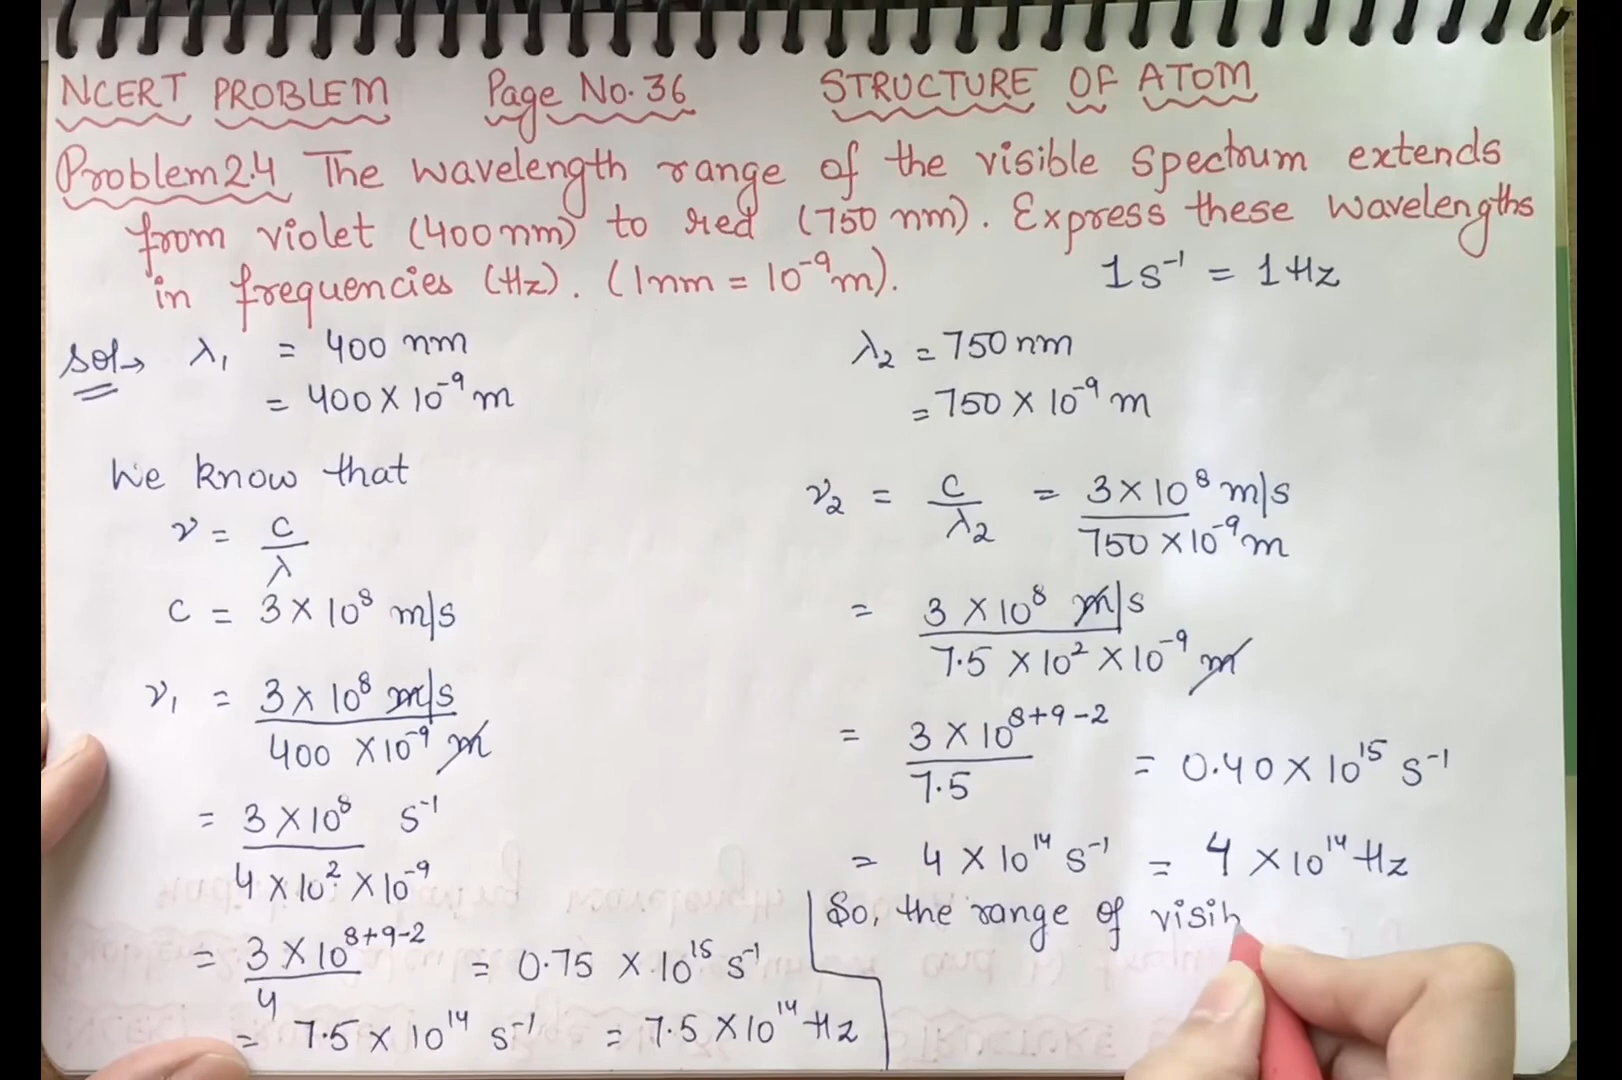 NCERT PROBLEM Page No. 36 STRUCTURE OF ATOM
Problem 2.4 The wavelength range of the visible spectrum extends
from violet (400 nm) to red (750 nm). Express these wavelengths
in frequencies (Hz). (1nm = 10⁻⁹m).
1 s⁻¹ = 1 Hz
Sol→ λ₁ = 400 nm
= 400 × 10⁻⁹ m
We know that
ν = c/λ
c = 3 × 10⁸ m/s
ν₁ = 3 × 10⁸ m/s / 400 × 10⁻⁹ m
= 3 × 10⁸ s⁻¹ / 4 × 10² × 10⁻⁹
= 3 × 10⁸⁺⁹⁻² / 4 = 0.75 × 10¹⁵ s⁻¹
= 7.5 × 10¹⁴ s⁻¹ = 7.5 × 10¹⁴ Hz
λ₂ = 750 nm
= 750 × 10⁻⁹ m
ν₂ = c/λ₂ = 3 × 10⁸ m/s / 750 × 10⁻⁹ m
= 3 × 10⁸ m/s / 7.5 × 10² × 10⁻⁹ m
= 3 × 10⁸⁺⁹⁻² / 7.5 = 0.40 × 10¹⁵ s⁻¹
= 4 × 10¹⁴ s⁻¹ = 4 × 10¹⁴ Hz
So, the range of visib